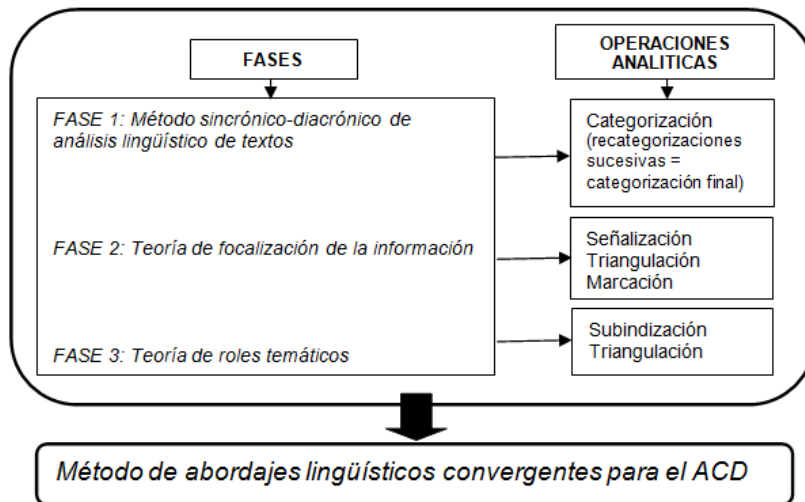 FASES
OPERACIONES
ANALITICAS
FASE 1: Método sincrónico-diacrónico de
análisis lingüístico de textos
Categorización
(recategorizaciones
sucesivas =
categorización final)
FASE 2: Teoría de focalización de la información
Señalización
Triangulación
Marcación
FASE 3: Teoría de roles temáticos
Subindización
Triangulación
Método de abordajes lingüísticos convergentes para el ACD